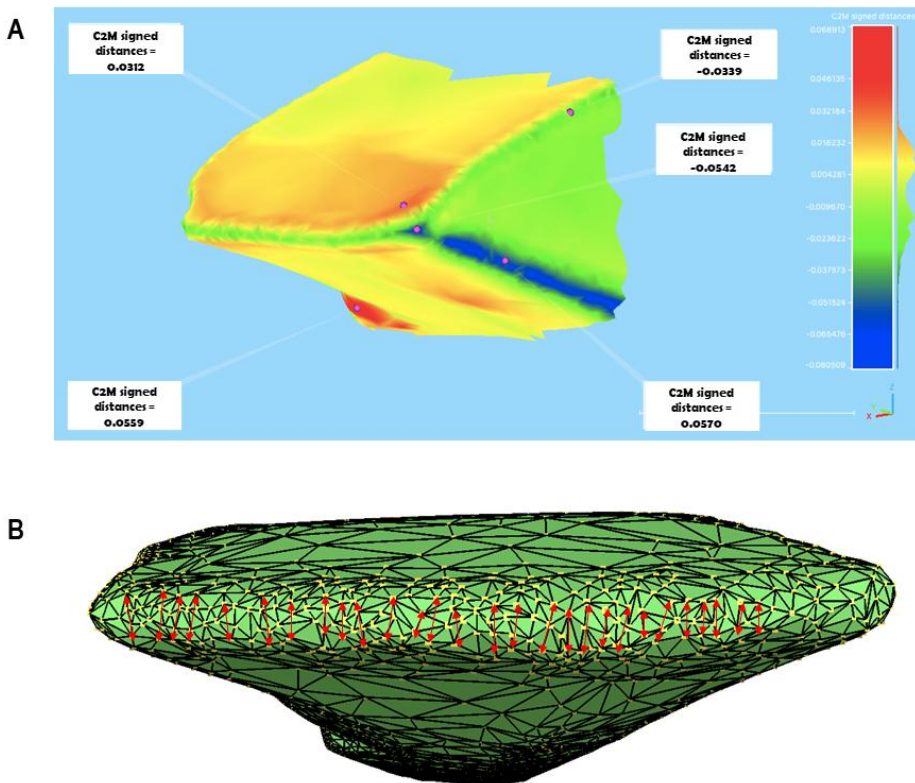 A
C2M signed distances
C2M signed
distances =
0.0312
C2M signed
distances =
-0.0339
C2M signed
distances =
-0.0542
C2M signed
distances =
0.0559
C2M signed
distances =
0.0570
0.066913
0.046135
0.032184
0.018232
0.004281
-0.009670
-0.023622
-0.037573
-0.051524
-0.065476
-0.080509
Z
X
B